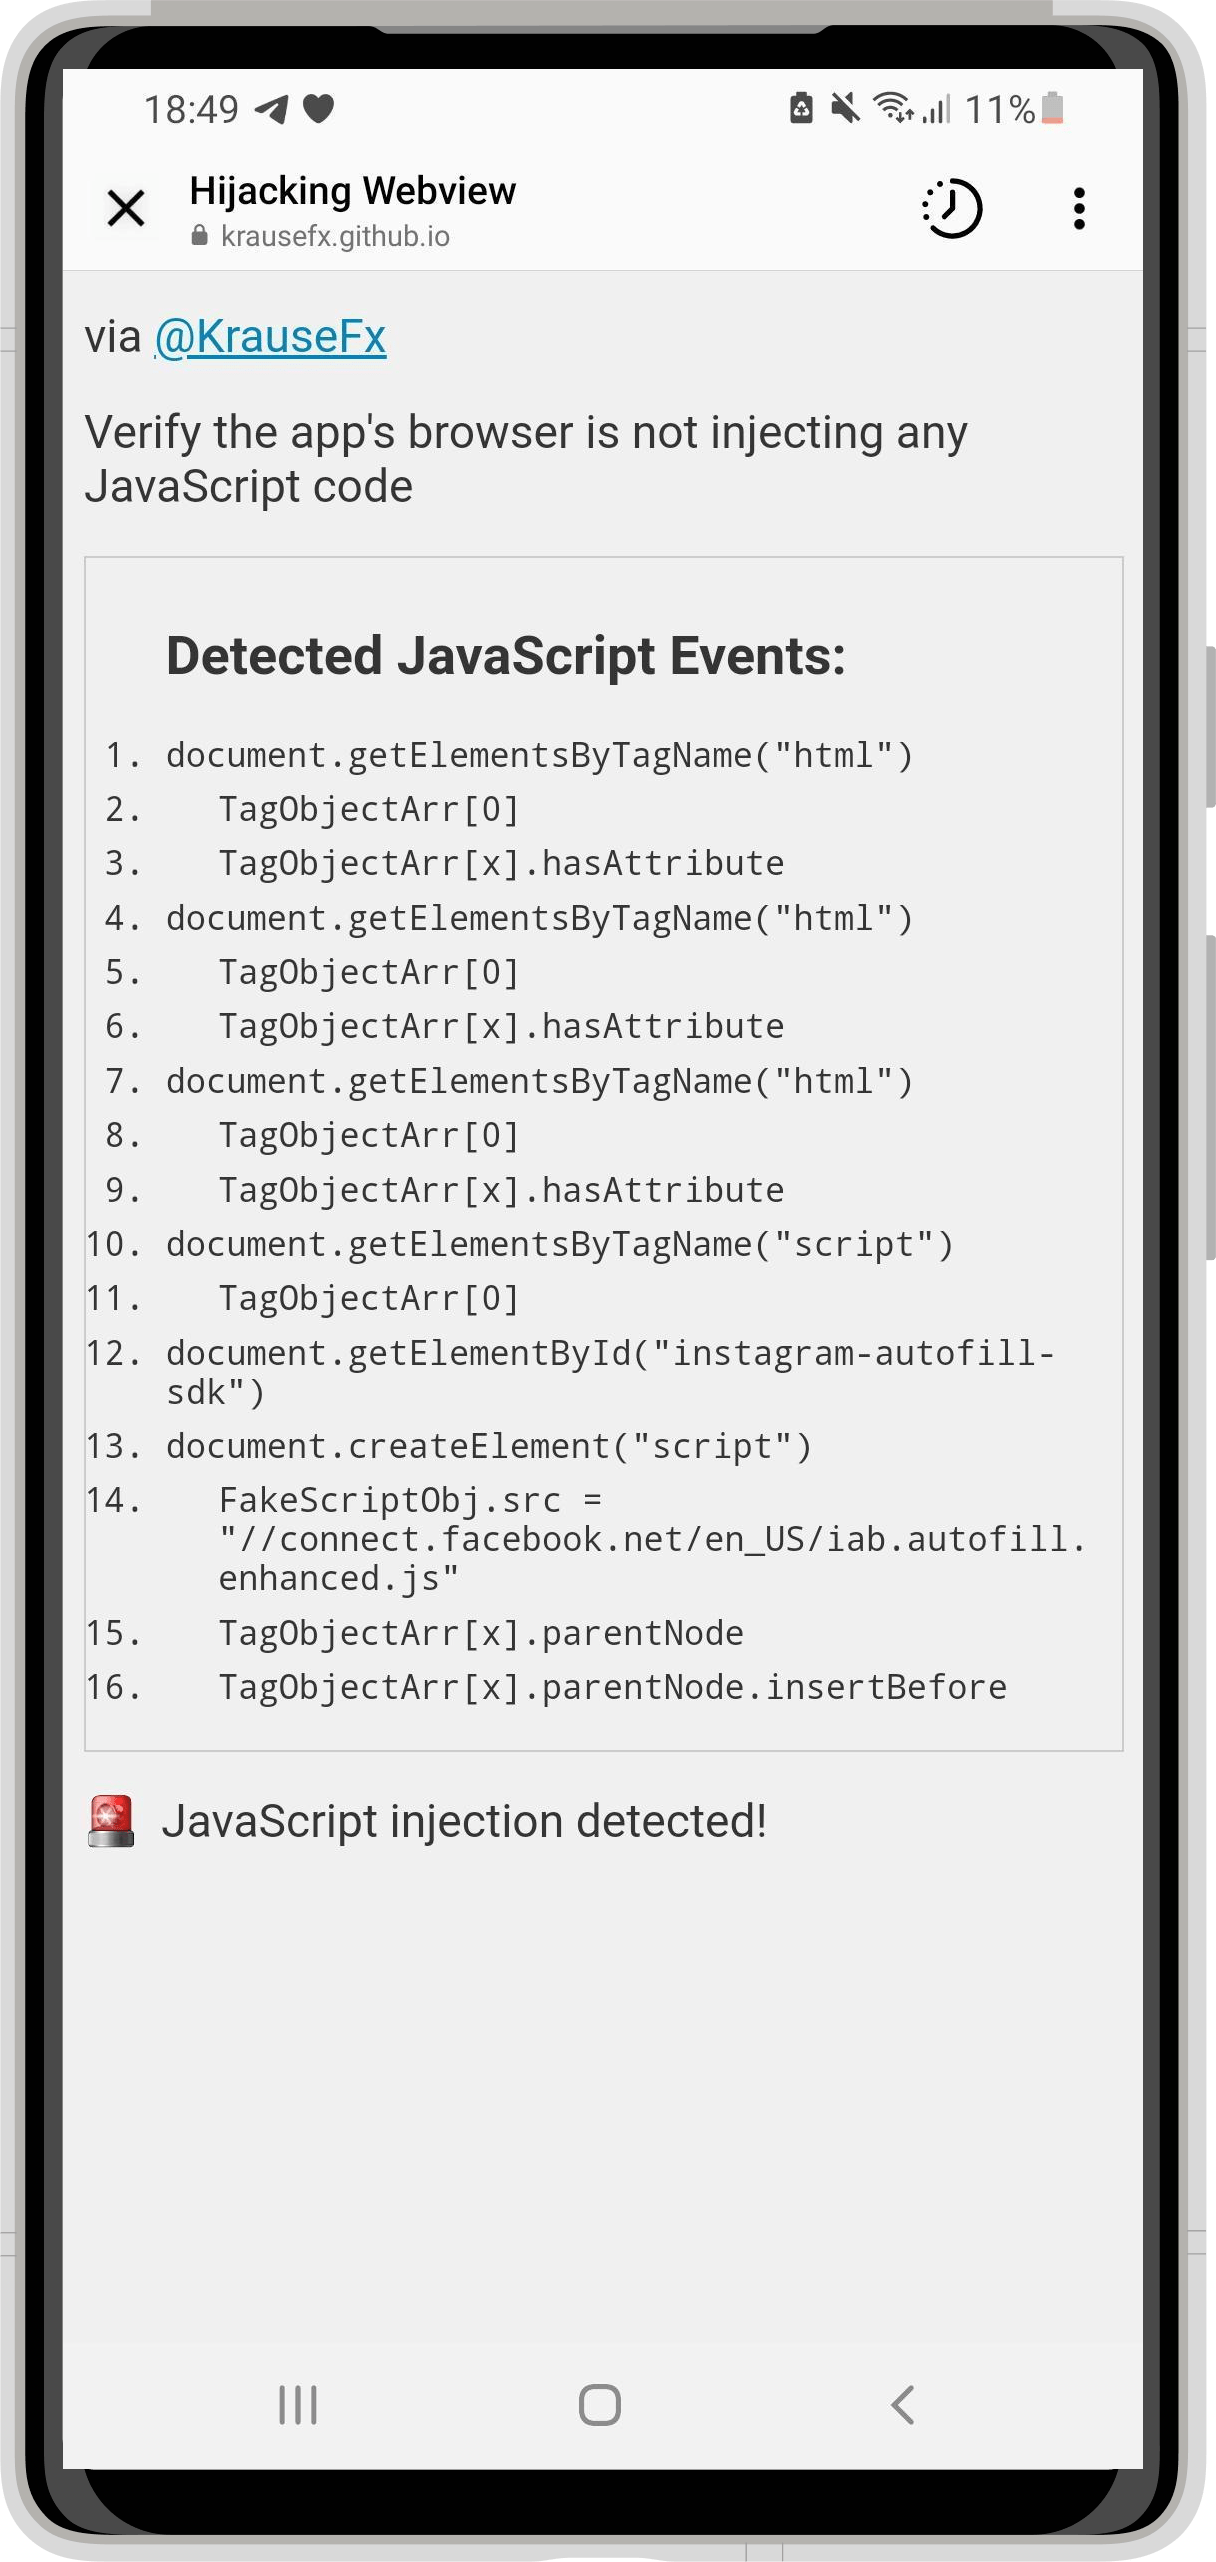 18:49
11%
Hijacking Webview
krausefx.github.io
via @KrauseFx
Verify the app's browser is not injecting any
JavaScript code
Detected JavaScript Events:
1. document.getElementsByTagName("html")
2. TagObjectArr[0]
3. TagObjectArr[x].hasAttribute
4. document.getElementsByTagName("html")
5. TagObjectArr[0]
6. TagObjectArr[x].hasAttribute
7. document.getElementsByTagName("html")
8. TagObjectArr[0]
9. TagObjectArr[x].hasAttribute
10. document.getElementsByTagName("script")
11. TagObjectArr[0]
12. document.getElementById("instagram-autofill-
sdk")
13. document.createElement("script")
14. FakeScriptObj.src =
"//connect.facebook.net/en_US/iab.autofill.
enhanced.js"
15. TagObjectArr[x].parentNode
16. TagObjectArr[x].parentNode.insertBefore
JavaScript injection detected!